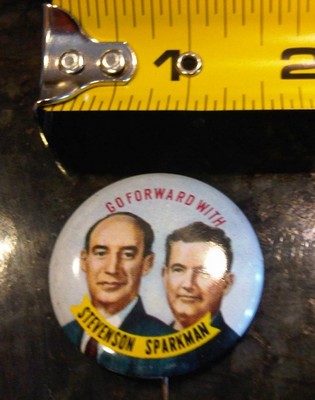 1 2
GO FORWARD WITH
STEVENSON SPARKMAN